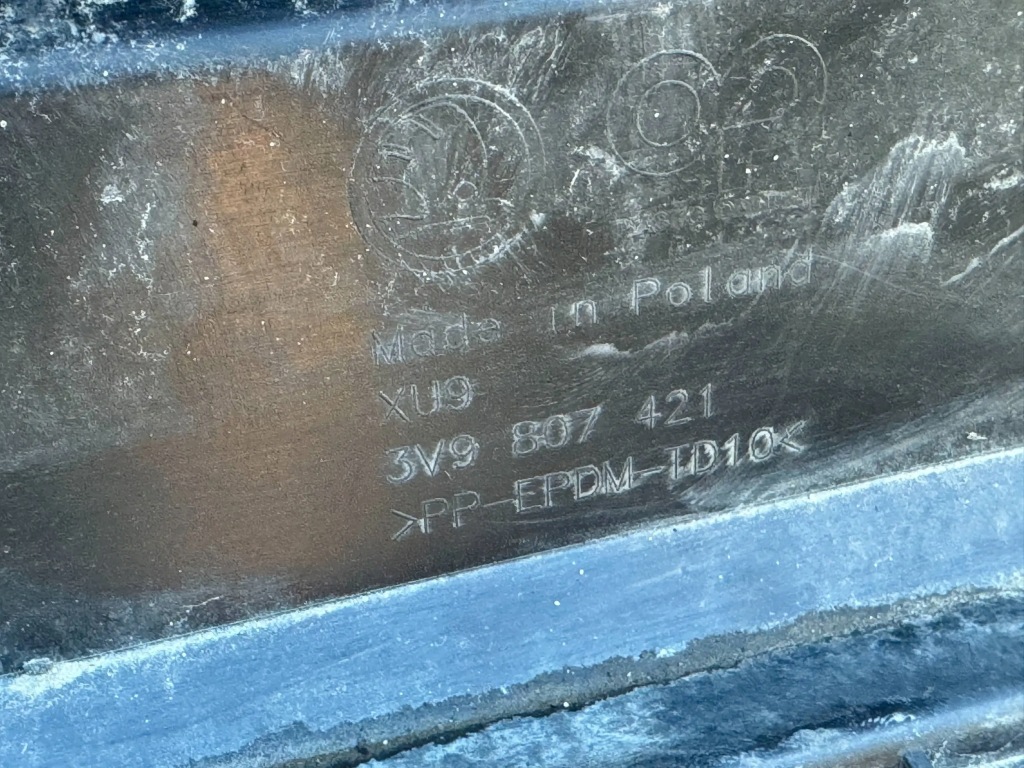 Made in Poland
XU9
3V9 807 421
>PP-EPDM-TD10<